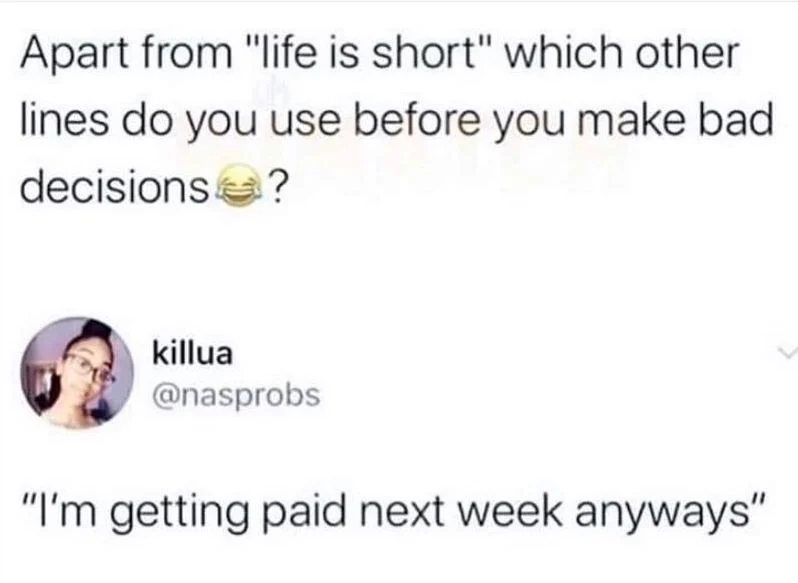 Apart from "life is short" which other
lines do you use before you make bad
decisions😂?
killua
@nasprobs
"I'm getting paid next week anyways"